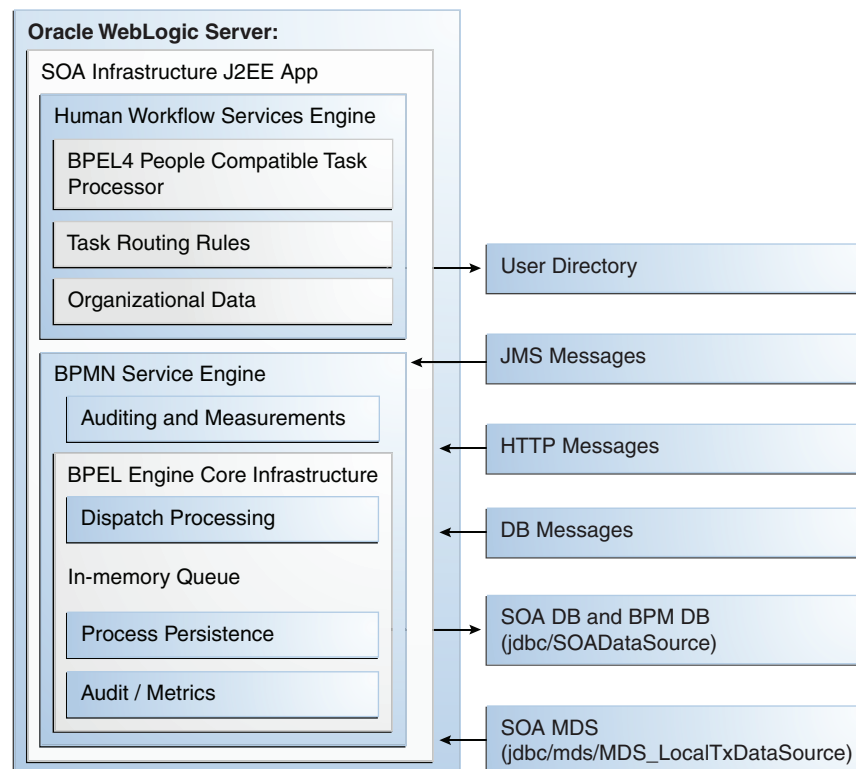 Oracle WebLogic Server:
SOA Infrastructure J2EE App
Human Workflow Services Engine
BPEL4 People Compatible Task
Processor
Task Routing Rules
Organizational Data
BPMN Service Engine
Auditing and Measurements
BPEL Engine Core Infrastructure
Dispatch Processing
In-memory Queue
Process Persistence
Audit / Metrics
User Directory
JMS Messages
HTTP Messages
DB Messages
SOA DB and BPM DB
(jdbc/SOADataSource)
SOA MDS
(jdbc/mds/MDS_LocalTxDataSource)